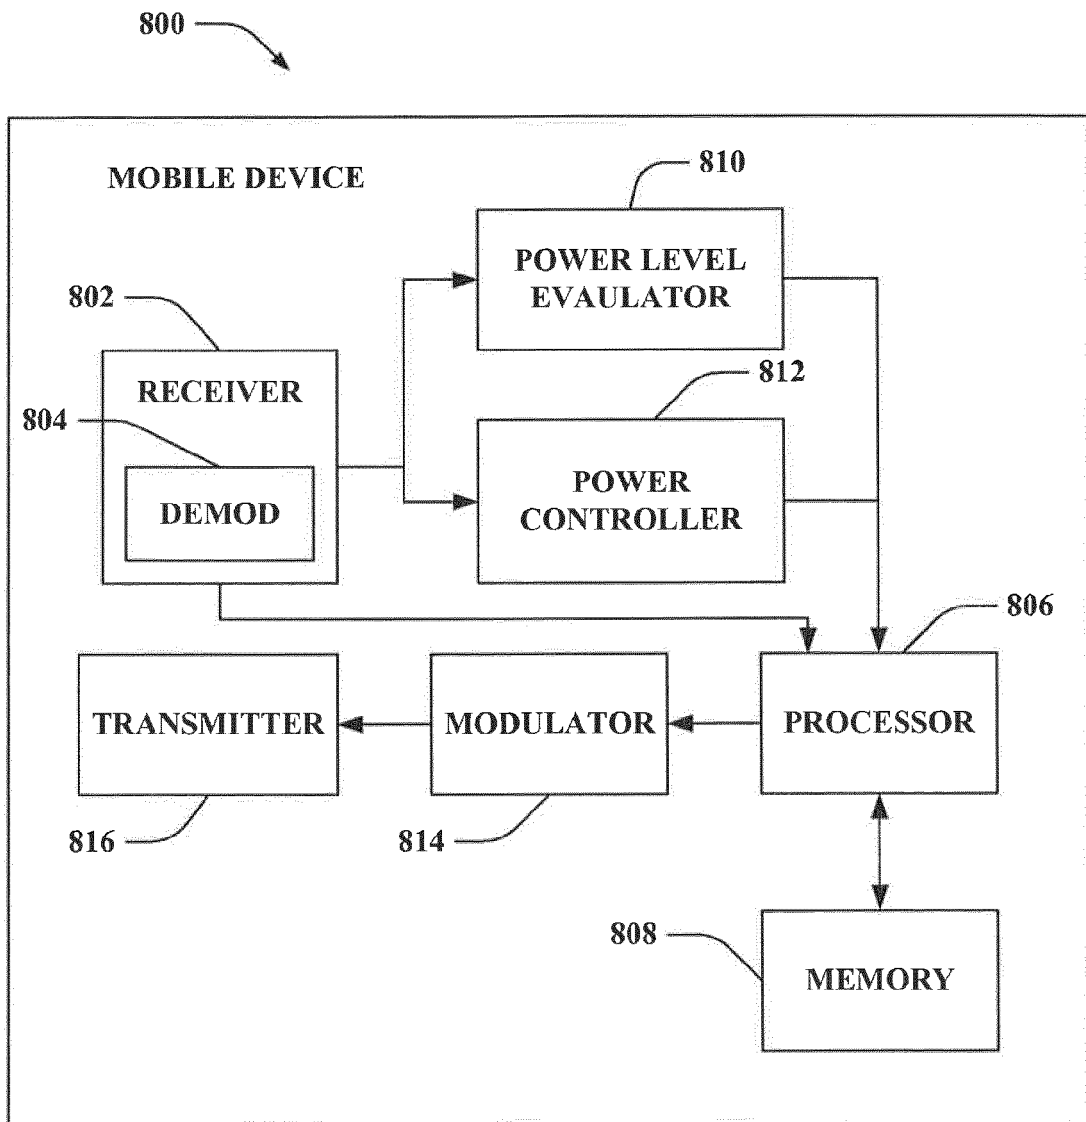 800
MOBILE DEVICE
810
POWER LEVEL
EVAULATOR
802
RECEIVER
812
804
DEMOD
POWER
CONTROLLER
806
TRANSMITTER
MODULATOR
PROCESSOR
816
814
808
MEMORY